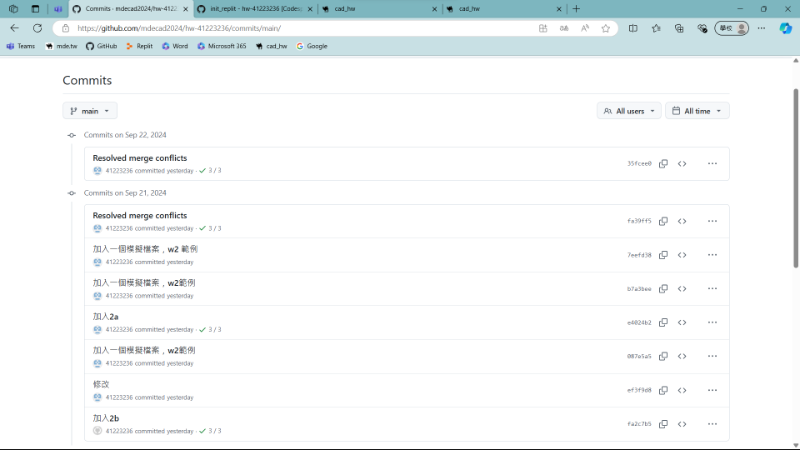 Commits - mdecad2024/hw-41223
init_replit - hw-41223236 [Codesp
cad_hw
cad_hw
https://github.com/mdecad2024/hw-41223236/commits/main/
Teams
mde.tw
GitHub
Replit
Word
Microsoft 365
cad_hw
Google
Commits
main
All users
All time
Commits on Sep 22, 2024
Resolved merge conflicts
41223236 committed yesterday · 3 / 3
35fcee0
Commits on Sep 21, 2024
Resolved merge conflicts
41223236 committed yesterday · 3 / 3
fa39ff5
加入一個模擬檔案，w2 範例
41223236 committed yesterday
7eefd38
加入一個模擬檔案，w2範例
41223236 committed yesterday
b7a3bee
加入2a
41223236 committed yesterday · 3 / 3
e4024b2
加入一個模擬檔案，w2範例
41223236 committed yesterday
087e5a5
修改
41223236 committed yesterday
ef3f9d8
加入2b
41223236 committed yesterday · 3 / 3
fa2c7b5